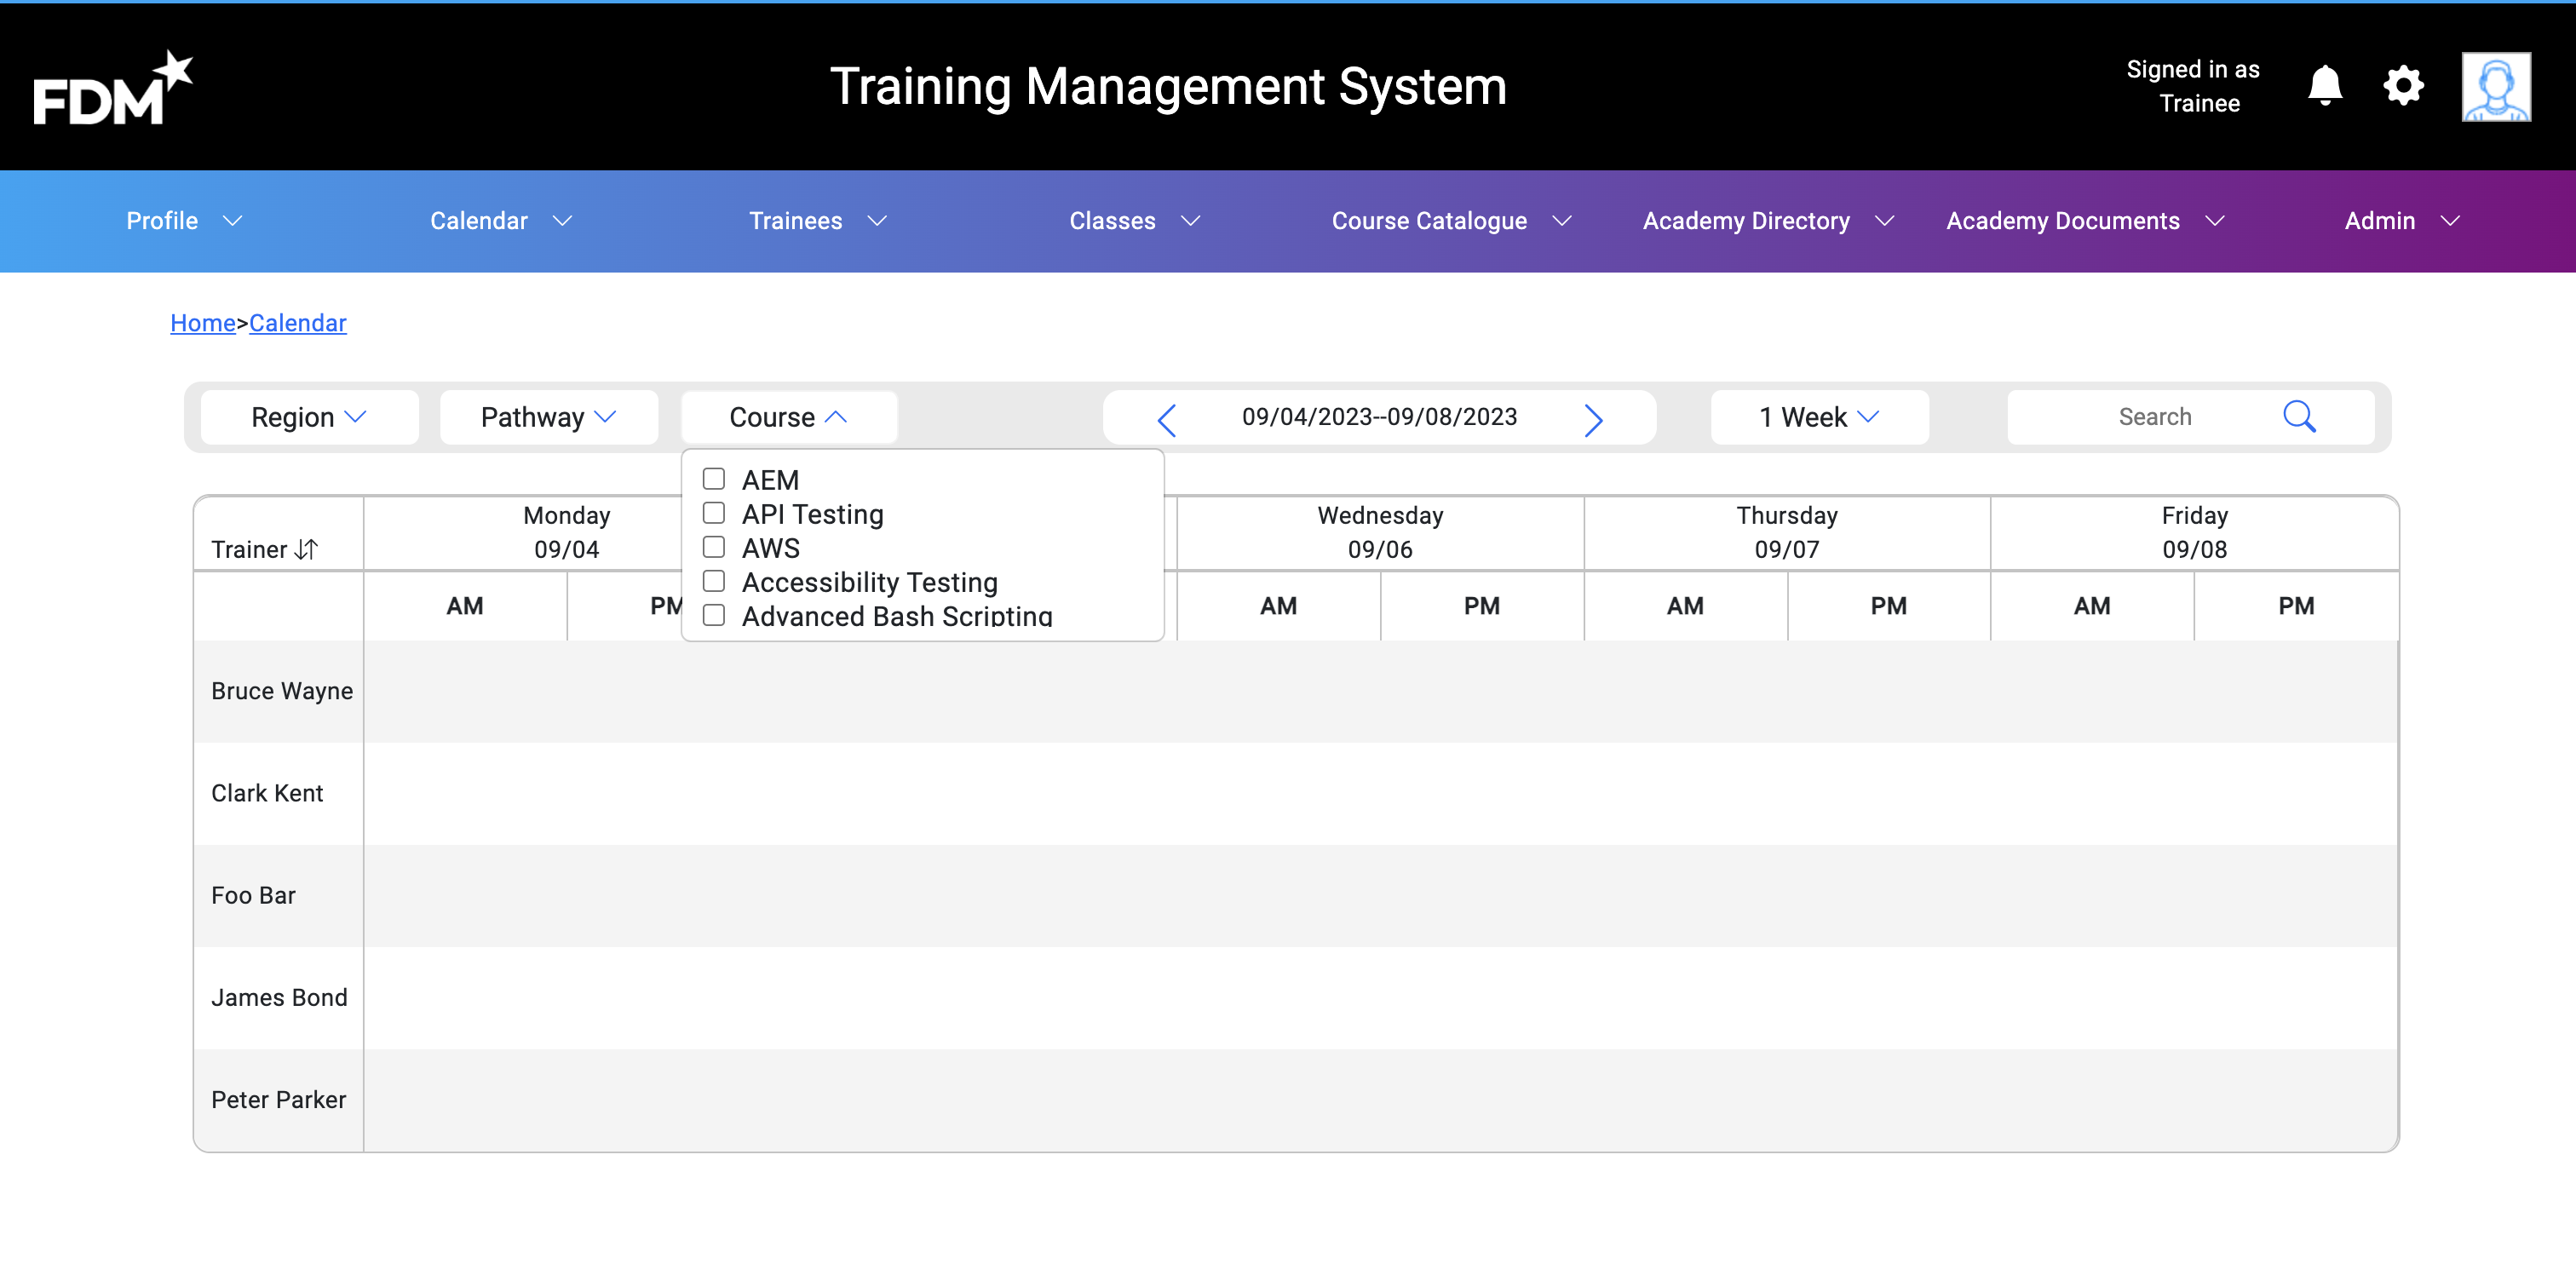 FDM
Training Management System
Signed in as
Trainee
Profile
Calendar
Trainees
Classes
Course Catalogue
Academy Directory
Academy Documents
Admin
Home>Calendar
Region
Pathway
Course
09/04/2023--09/08/2023
1 Week
Search
AEM
API Testing
AWS
Accessibility Testing
Advanced Bash Scripting
Trainer
Monday
09/04
Wednesday
09/06
Thursday
09/07
Friday
09/08
AM
PM
AM
PM
AM
PM
AM
PM
Bruce Wayne
Clark Kent
Foo Bar
James Bond
Peter Parker